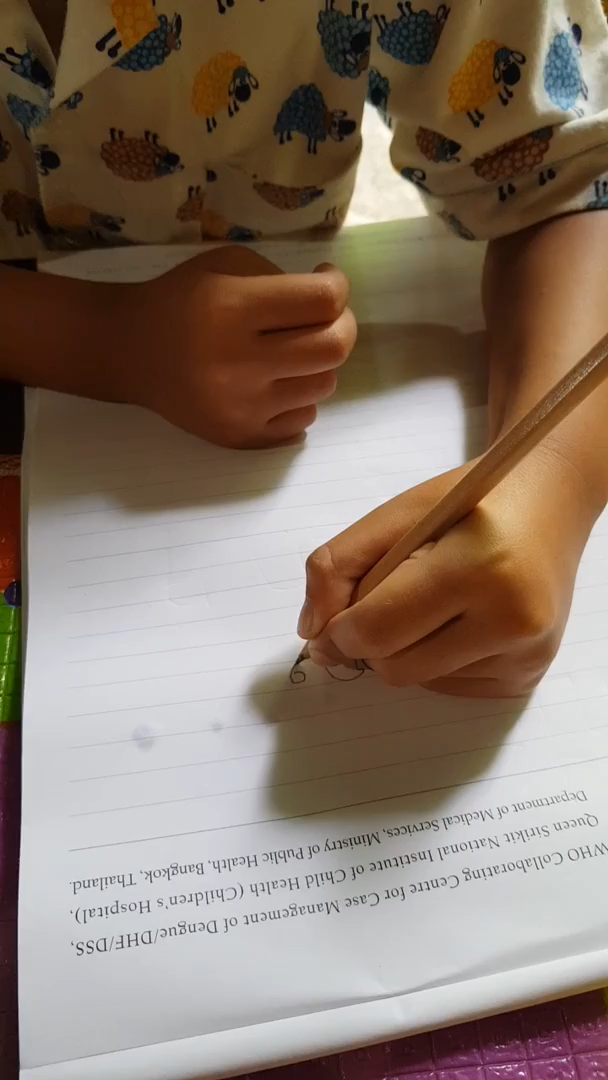 WHO Collaborating Centre for Case Management of Dengue/DHF/DSS,
Queen Sirikit National Institute of Child Health (Children's Hospital),
Department of Medical Services, Ministry of Public Health, Bangkok, Thailand.